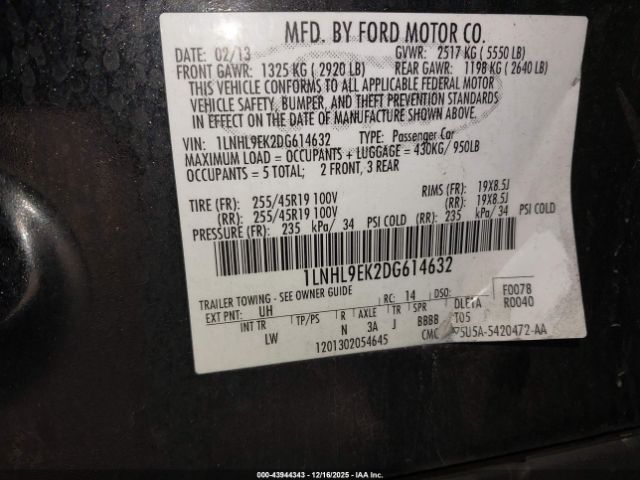 MFD. BY FORD MOTOR CO.
DATE: 02/13 GVWR: 2517 KG ( 5550 LB)
FRONT GAWR: 1325 KG ( 2920 LB) REAR GAWR: 1198 KG ( 2640 LB)
THIS VEHICLE CONFORMS TO ALL APPLICABLE FEDERAL MOTOR
VEHICLE SAFETY, BUMPER, AND THEFT PREVENTION STANDARDS
IN EFFECT ON THE DATE OF MANUFACTURE SHOWN ABOVE.
VIN: 1LNHL9EK2DG614632 TYPE: Passenger Car
MAXIMUM LOAD = OCCUPANTS + LUGGAGE = 430KG/ 950LB
OCCUPANTS = 5 TOTAL; 2 FRONT, 3 REAR
TIRE (FR): 255/45R19 100V RIMS (FR): 19X8.5J
(RR): 255/45R19 100V (RR): 19X8.5J
PRESSURE (FR): 235 kPa/ 34 PSI COLD (RR): 235 kPa/ 34 PSI COLD
1LNHL9EK2DG614632
TRAILER TOWING - SEE OWNER GUIDE RC: 14 DSO: F0078
EXT PNT: UH R AXLE TR SPR DLETA R0040
INT TR TP/PS N 3A J BBBB T05
LW 1201302054645 CMC 5U5A-5420472-AA
000-43944343 - 12/16/2025 - IAA Inc.